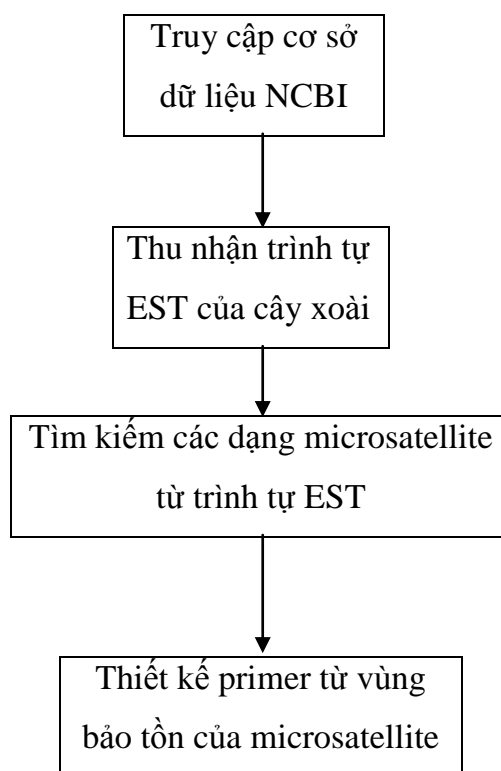 Truy cập cơ sở
dữ liệu NCBI
Thu nhận trình tự
EST của cây xoài
Tìm kiếm các dạng microsatellite
từ trình tự EST
Thiết kế primer từ vùng
bảo tồn của microsatellite